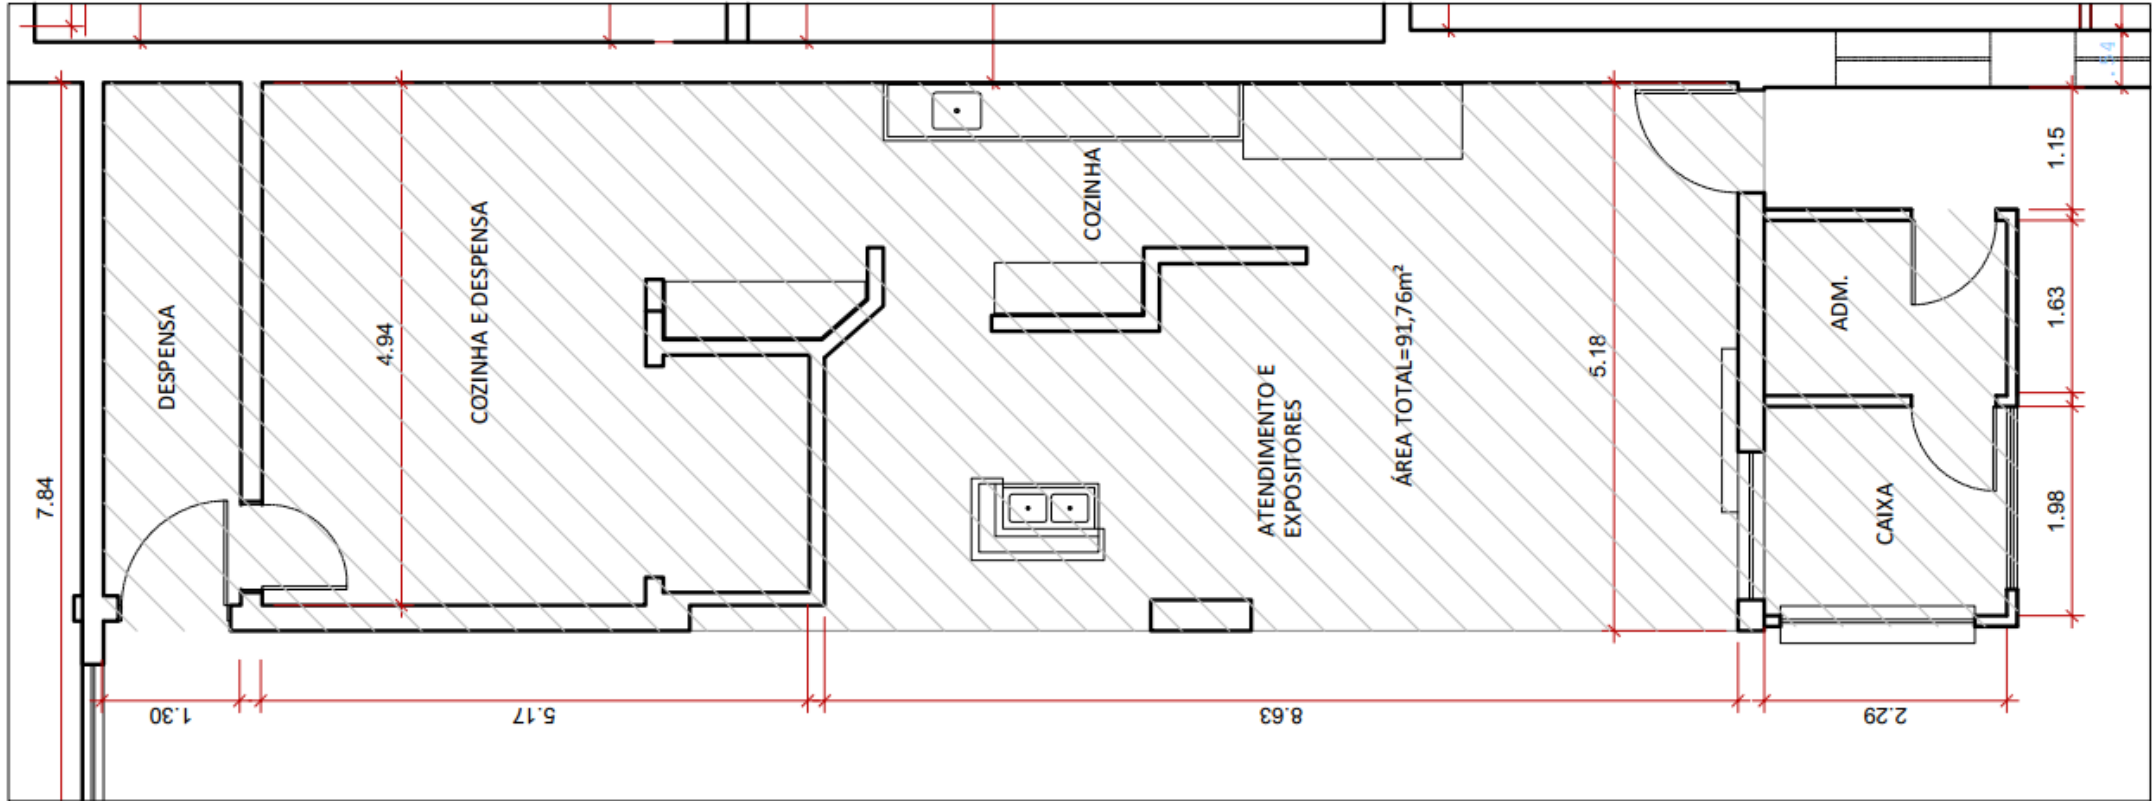 .54
1.15
COZINHA
DESPENSA
COZINHA E DESPENSA
4.94
5.18
ÁREA TOTAL=91,76m²
ADM.
1.63
ATENDIMENTO E
EXPOSITORES
7.84
CAIXA
1.98
1.30
5.17
8.63
2.29